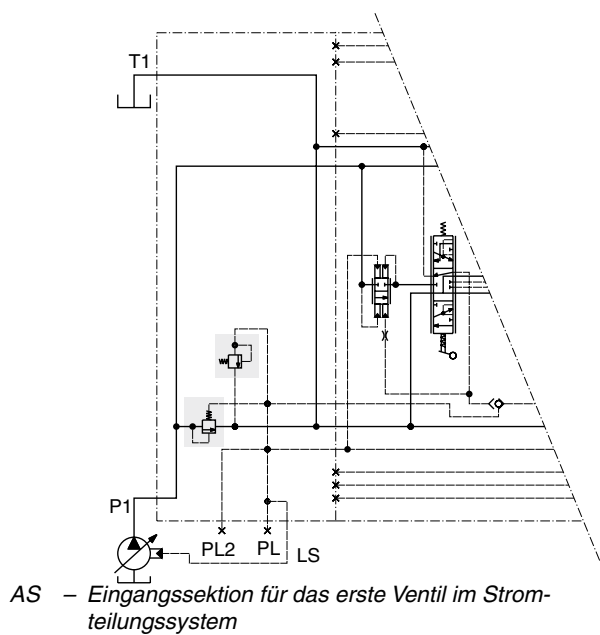 T1
P1
PL2 PL LS
AS – Eingangssektion für das erste Ventil im Strom-
teilungssystem